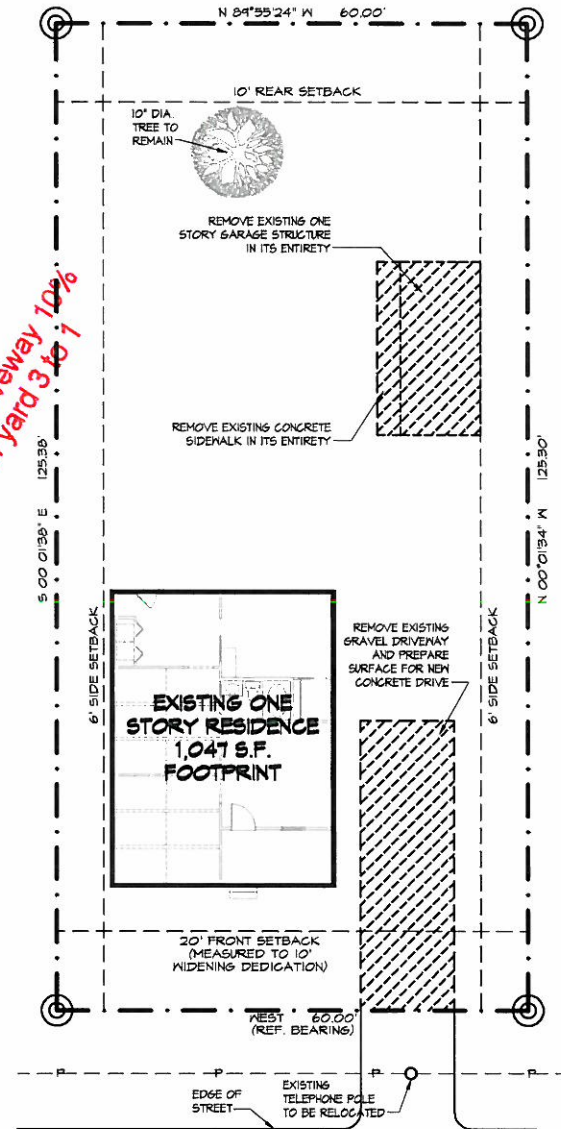 N 89°55'24" W 60.00'
10' REAR SETBACK
10" DIA.
TREE TO
REMAIN
REMOVE EXISTING ONE
STORY GARAGE STRUCTURE
IN ITS ENTIRETY
veway 10%
yard 3 to 1
REMOVE EXISTING CONCRETE
SIDEWALK IN ITS ENTIRETY
S 00°01'38" E 125.38'
N 00°01'34" W 125.30'
6' SIDE SETBACK
REMOVE EXISTING
GRAVEL DRIVEWAY
AND PREPARE
SURFACE FOR NEW
CONCRETE DRIVE
6' SIDE SETBACK
EXISTING ONE
STORY RESIDENCE
1,047 S.F.
FOOTPRINT
20' FRONT SETBACK
(MEASURED TO 10'
WIDENING DEDICATION)
WEST 60.00'
(REF. BEARING)
P P P P
EDGE OF
STREET
EXISTING
TELEPHONE POLE
TO BE RELOCATED